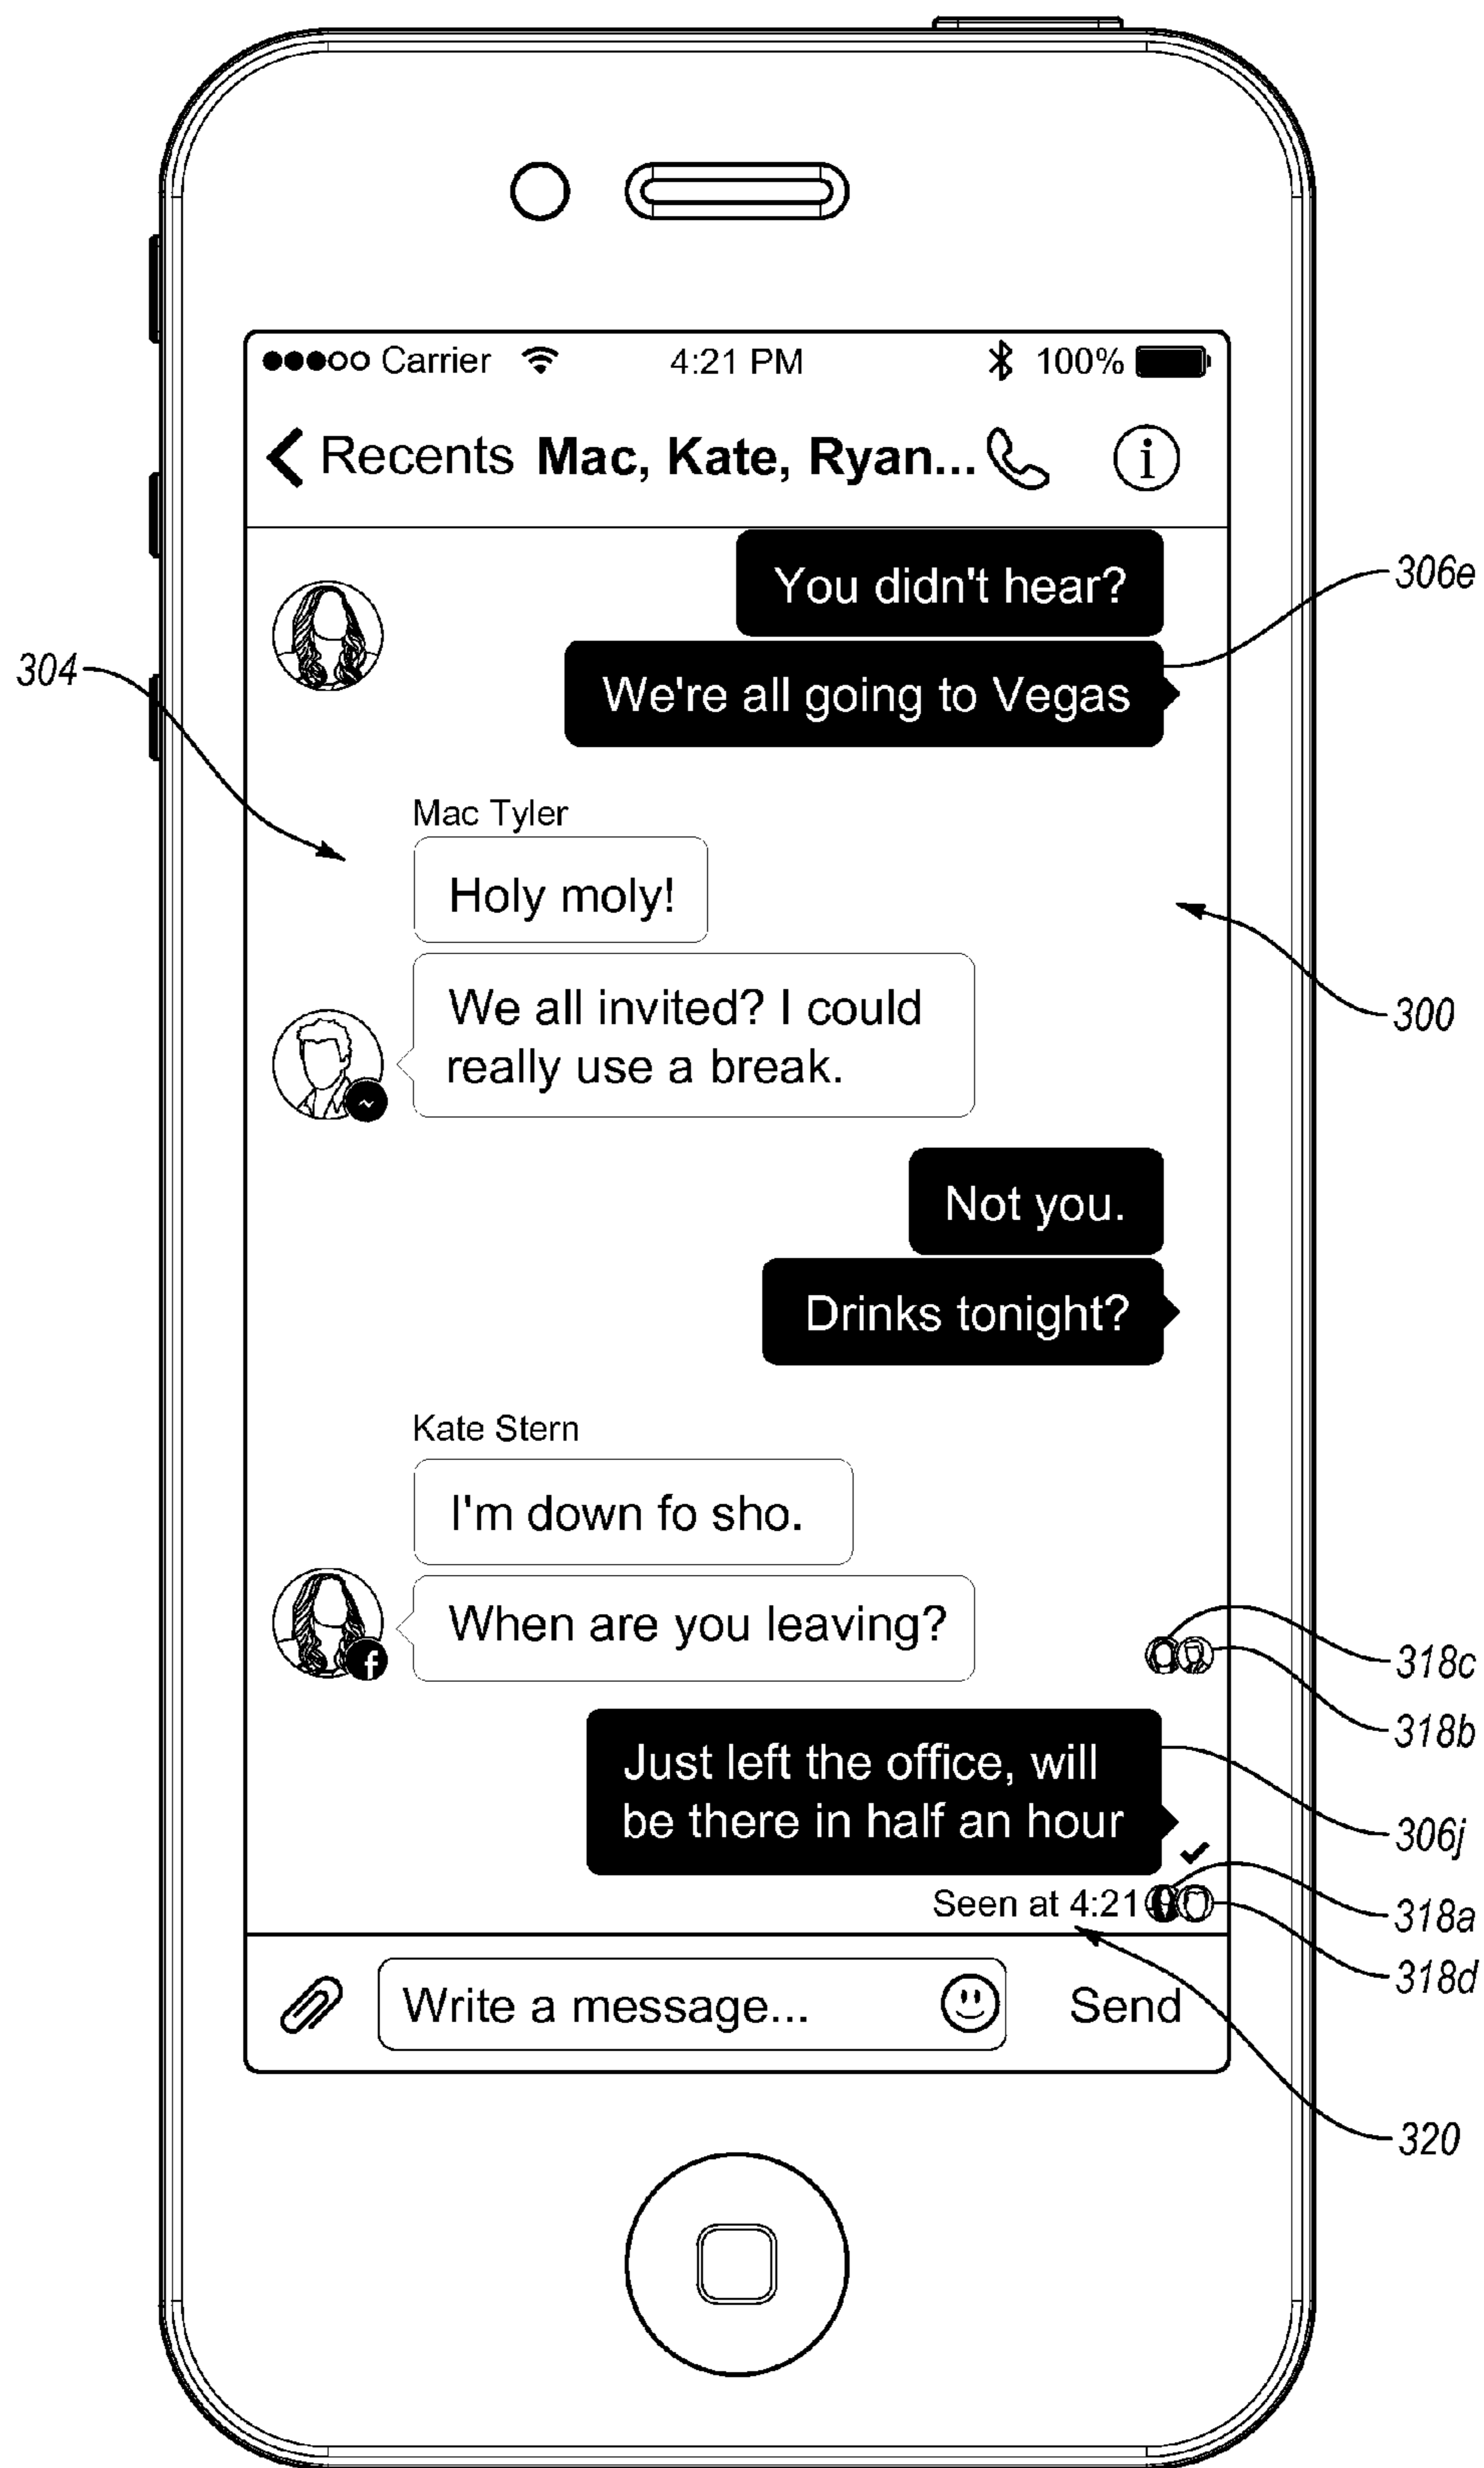 Carrier 4:21 PM 100%
Recents Mac, Kate, Ryan... i
You didn't hear?
306e
We're all going to Vegas
304
Mac Tyler
Holy moly!
We all invited? I could
really use a break.
300
Not you.
Drinks tonight?
Kate Stern
I'm down fo sho.
When are you leaving?
318c
318b
Just left the office, will
be there in half an hour
306j
Seen at 4:21
318a
318d
Write a message... Send
320
f